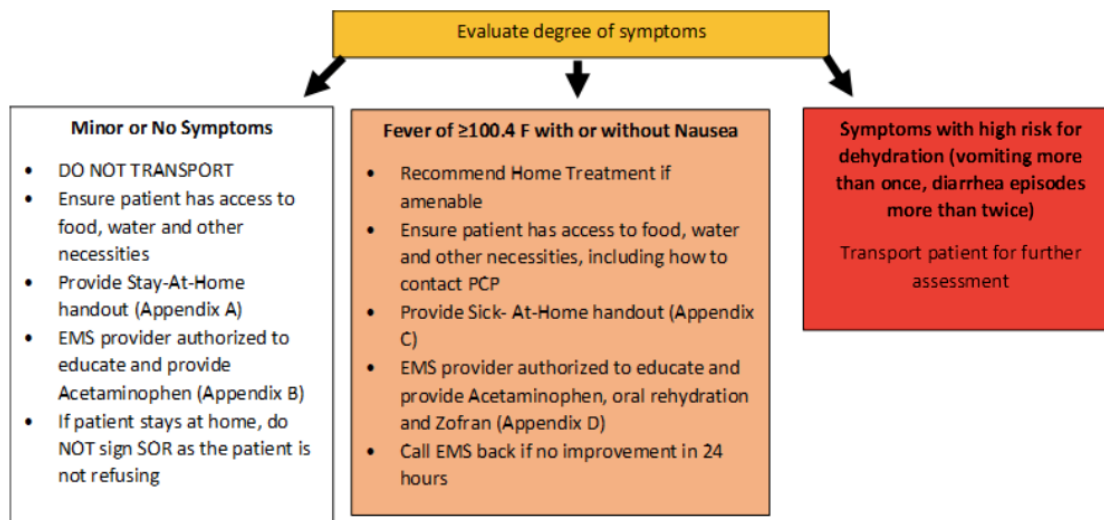 Evaluate degree of symptoms
Minor or No Symptoms
• DO NOT TRANSPORT
• Ensure patient has access to
food, water and other
necessities
• Provide Stay-At-Home
handout (Appendix A)
• EMS provider authorized to
educate and provide
Acetaminophen (Appendix B)
• If patient stays at home, do
NOT sign SOR as the patient is
not refusing
Fever of ≥100.4 F with or without Nausea
• Recommend Home Treatment if
amenable
• Ensure patient has access to food, water
and other necessities, including how to
contact PCP
• Provide Sick- At-Home handout (Appendix
C)
• EMS provider authorized to educate and
provide Acetaminophen, oral rehydration
and Zofran (Appendix D)
• Call EMS back if no improvement in 24
hours
Symptoms with high risk for
dehydration (vomiting more
than once, diarrhea episodes
more than twice)
Transport patient for further
assessment